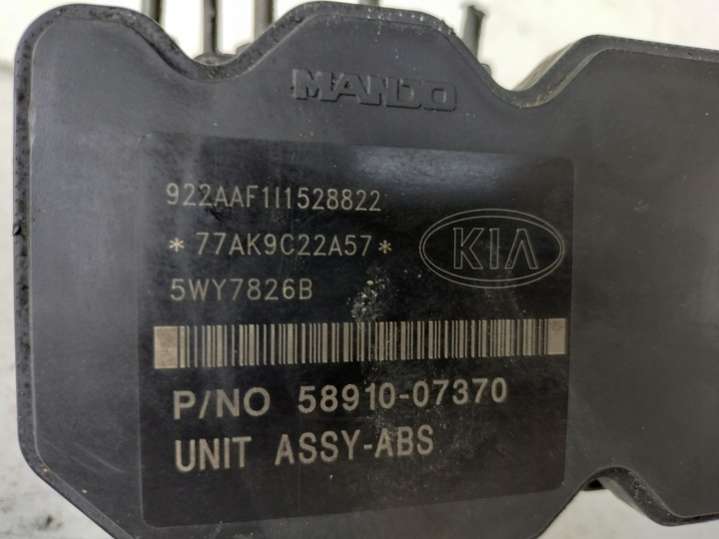 MANDO
922AAF1I1528822
*77AK9C22A57*
KIA
5WY7826B
P/NO 58910-07370
UNIT ASSY-ABS